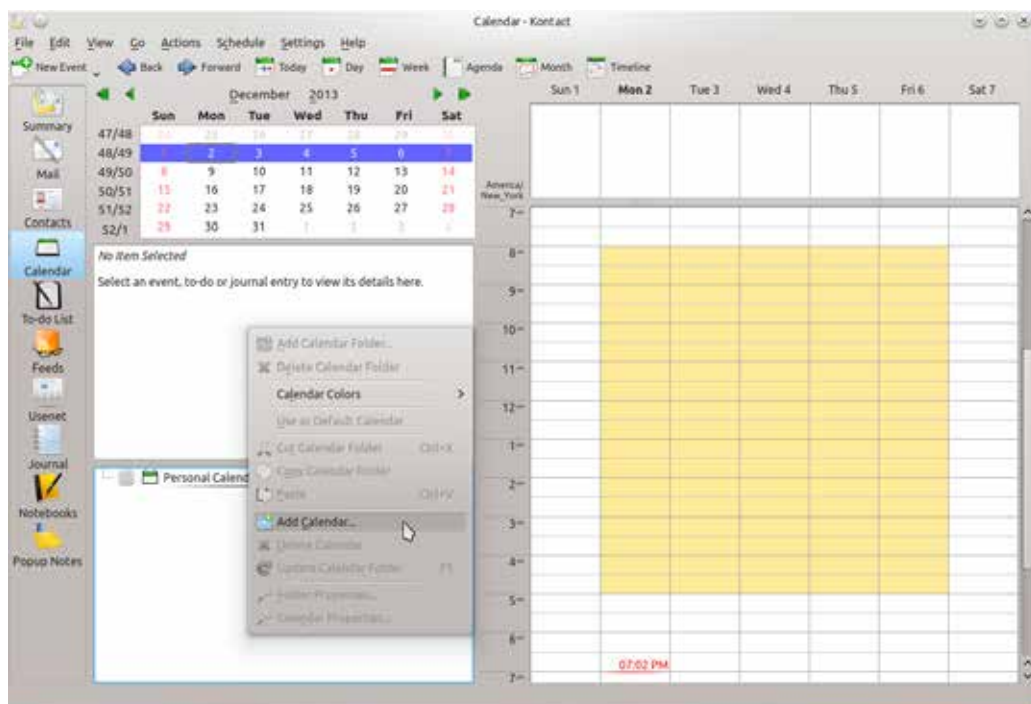 Calendar - Kontact
File Edit View Go Actions Schedule Settings Help
New Event Back Forward Today Day Week Agenda Month Timeline
Summary
Mail
Contacts
Calendar
To-do List
Feeds
Usenet
Journal
Notebooks
Popup Notes
December 2013
Sun Mon Tue Wed Thu Fri Sat
47/48
48/49 1 2 3 4 5 6 7
49/50 8 9 10 11 12 13 14
50/51 15 16 17 18 19 20 21
51/52 22 23 24 25 26 27 28
52/1 29 30 31
No Item Selected
Select an event, to-do or journal entry to view its details here.
Personal Calend
Add Calendar Folder...
Delete Calendar Folder
Calendar Colors
Use as Default Calendar
Cut Calendar Folder Ctrl+X
Copy Calendar Folder
Paste Ctrl+V
Add Calendar...
Delete Calendar
Update Calendar Folder F5
Folder Properties...
Calendar Properties...
Sun 1 Mon 2 Tue 3 Wed 4 Thu 5 Fri 6 Sat 7
America/
New_York
7
8
9
10
11
12
1
2
3
4
5
6
07:02 PM
7